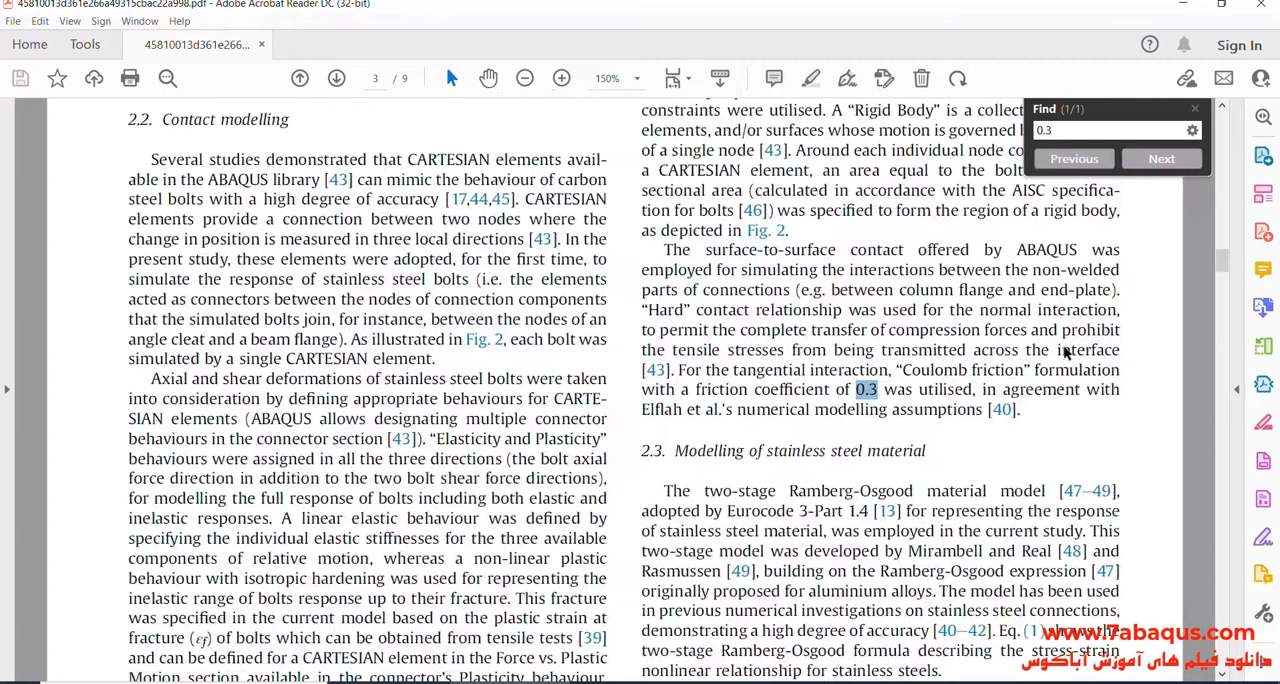 45810013d361e266a49315cbac22a998.pdf - Adobe Acrobat Reader DC (32-bit)
File Edit View Sign Window Help
Home Tools 45810013d361e266... × Sign In
3 / 9 150%
Find (1/1)
0.3
Previous Next
2.2. Contact modelling
Several studies demonstrated that CARTESIAN elements avail-
able in the ABAQUS library [43] can mimic the behaviour of carbon
steel bolts with a high degree of accuracy [17,44,45]. CARTESIAN
elements provide a connection between two nodes where the
change in position is measured in three local directions [43]. In the
present study, these elements were adopted, for the first time, to
simulate the response of stainless steel bolts (i.e. the elements
acted as connectors between the nodes of connection components
that the simulated bolts join, for instance, between the nodes of an
angle cleat and a beam flange). As illustrated in Fig. 2, each bolt was
simulated by a single CARTESIAN element.
Axial and shear deformations of stainless steel bolts were taken
into consideration by defining appropriate behaviours for CARTE-
SIAN elements (ABAQUS allows designating multiple connector
behaviours in the connector section [43]). “Elasticity and Plasticity”
behaviours were assigned in all the three directions (the bolt axial
force direction in addition to the two bolt shear force directions),
for modelling the full response of bolts including both elastic and
inelastic responses. A linear elastic behaviour was defined by
specifying the individual elastic stiffnesses for the three available
components of relative motion, whereas a non-linear plastic
behaviour with isotropic hardening was used for representing the
inelastic range of bolts response up to their fracture. This fracture
was specified in the current model based on the plastic strain at
fracture (εf) of bolts which can be obtained from tensile tests [39]
and can be defined for a CARTESIAN element in the Force vs. Plastic
Motion section available in the connector’s Plasticity behaviour.
constraints were utilised. A “Rigid Body” is a collec
elements, and/or surfaces whose motion is governed
of a single node [43]. Around each individual node co
a CARTESIAN element, an area equal to the bolt
sectional area (calculated in accordance with the AISC specifica-
tion for bolts [46]) was specified to form the region of a rigid body,
as depicted in Fig. 2.
The surface-to-surface contact offered by ABAQUS was
employed for simulating the interactions between the non-welded
parts of connections (e.g. between column flange and end-plate).
“Hard” contact relationship was used for the normal interaction,
to permit the complete transfer of compression forces and prohibit
the tensile stresses from being transmitted across the interface
[43]. For the tangential interaction, “Coulomb friction” formulation
with a friction coefficient of 0.3 was utilised, in agreement with
Elflah et al.’s numerical modelling assumptions [40].
2.3. Modelling of stainless steel material
The two-stage Ramberg-Osgood material model [47–49],
adopted by Eurocode 3-Part 1.4 [13] for representing the response
of stainless steel material, was employed in the current study. This
two-stage model was developed by Mirambell and Real [48] and
Rasmussen [49], building on the Ramberg-Osgood expression [47]
originally proposed for aluminium alloys. The model has been used
in previous numerical investigations on stainless steel connections,
demonstrating a high degree of accuracy [40–42]. Eq. (1) shows the
two-stage Ramberg-Osgood formula describing the stress-strain
nonlinear relationship for stainless steels.
www.7abaqus.com
دانلود فیلم های آموزش آباکوس